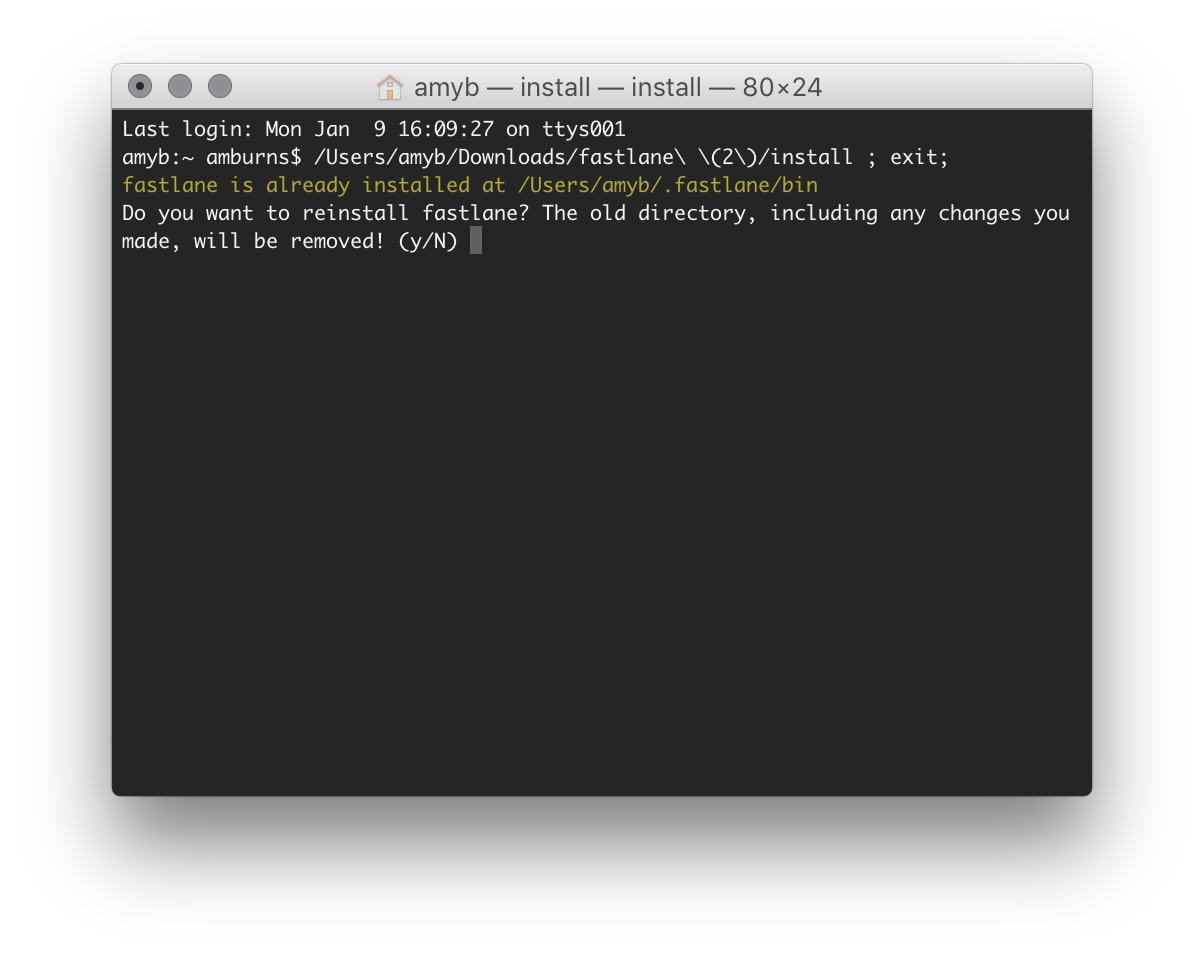 amyb — install — install — 80×24
Last login: Mon Jan  9 16:09:27 on ttys001
amyb:~ amburns$ /Users/amyb/Downloads/fastlane\ \(2\)/install ; exit;
fastlane is already installed at /Users/amyb/.fastlane/bin
Do you want to reinstall fastlane? The old directory, including any changes you
made, will be removed! (y/N)